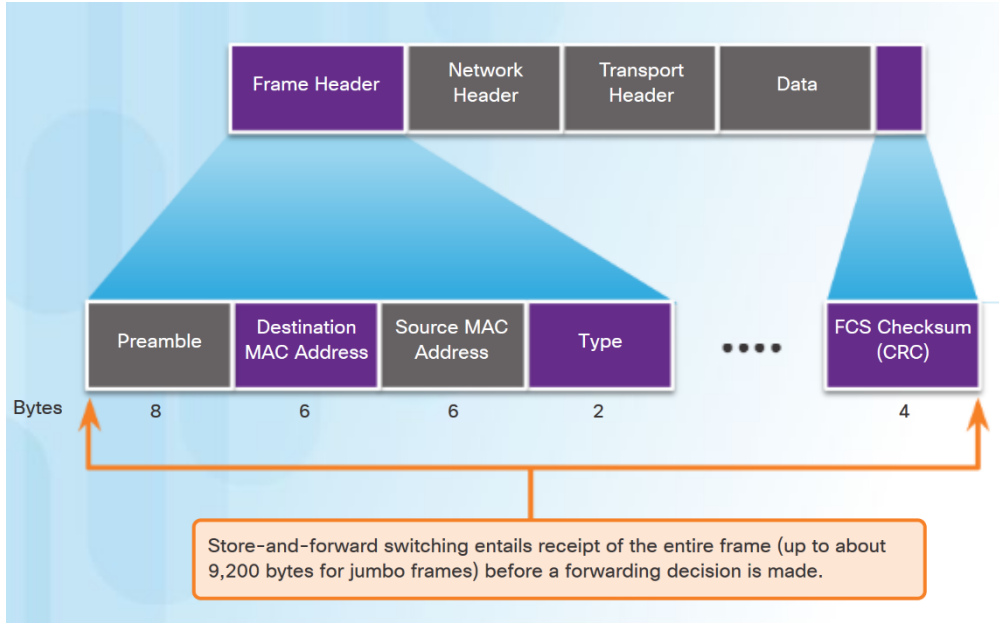 Frame Header
Network
Header
Transport
Header
Data
Preamble
Destination
MAC Address
Source MAC
Address
Type
FCS Checksum
(CRC)
Bytes 8 6 6 2 4
Store-and-forward switching entails receipt of the entire frame (up to about
9,200 bytes for jumbo frames) before a forwarding decision is made.